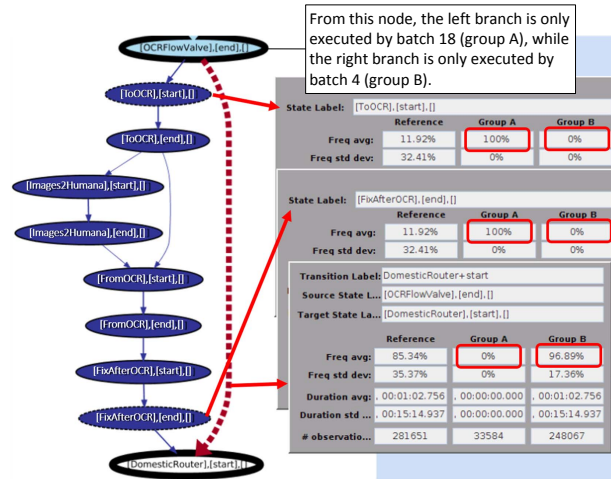 From this node, the left branch is only
executed by batch 18 (group A), while
the right branch is only executed by
batch 4 (group B).
[OCRFlowValve],[end],[]
[ToOCR],[start],[]
[ToOCR],[end],[]
[Images2Humana],[start],[]
[Images2Humana],[end],[]
[FromOCR],[start],[]
[FromOCR],[end],[]
[FixAfterOCR],[start],[]
[FixAfterOCR],[end],[]
[DomesticRouter],[start],[]
State Label: [ToOCR],[start],[]
Reference Group A Group B
Freq avg: 11.92% 100% 0%
Freq std dev: 32.41% 0% 0%
State Label: [FixAfterOCR],[end],[]
Reference Group A Group B
Freq avg: 11.92% 100% 0%
Freq std dev: 32.41% 0% 0%
Transition Label: DomesticRouter+start
Source State L... [OCRFlowValve],[end],[]
Target State La... [DomesticRouter],[start],[]
Reference Group A Group B
Freq avg: 85.34% 0% 96.89%
Freq std dev: 35.37% 0% 17.36%
Duration avg: , 00:01:02.756 , 00:00:00.000 , 00:01:02.756
Duration std ... , 00:15:14.937 , 00:00:00.000 , 00:15:14.937
# observatio... 281651 33584 248067